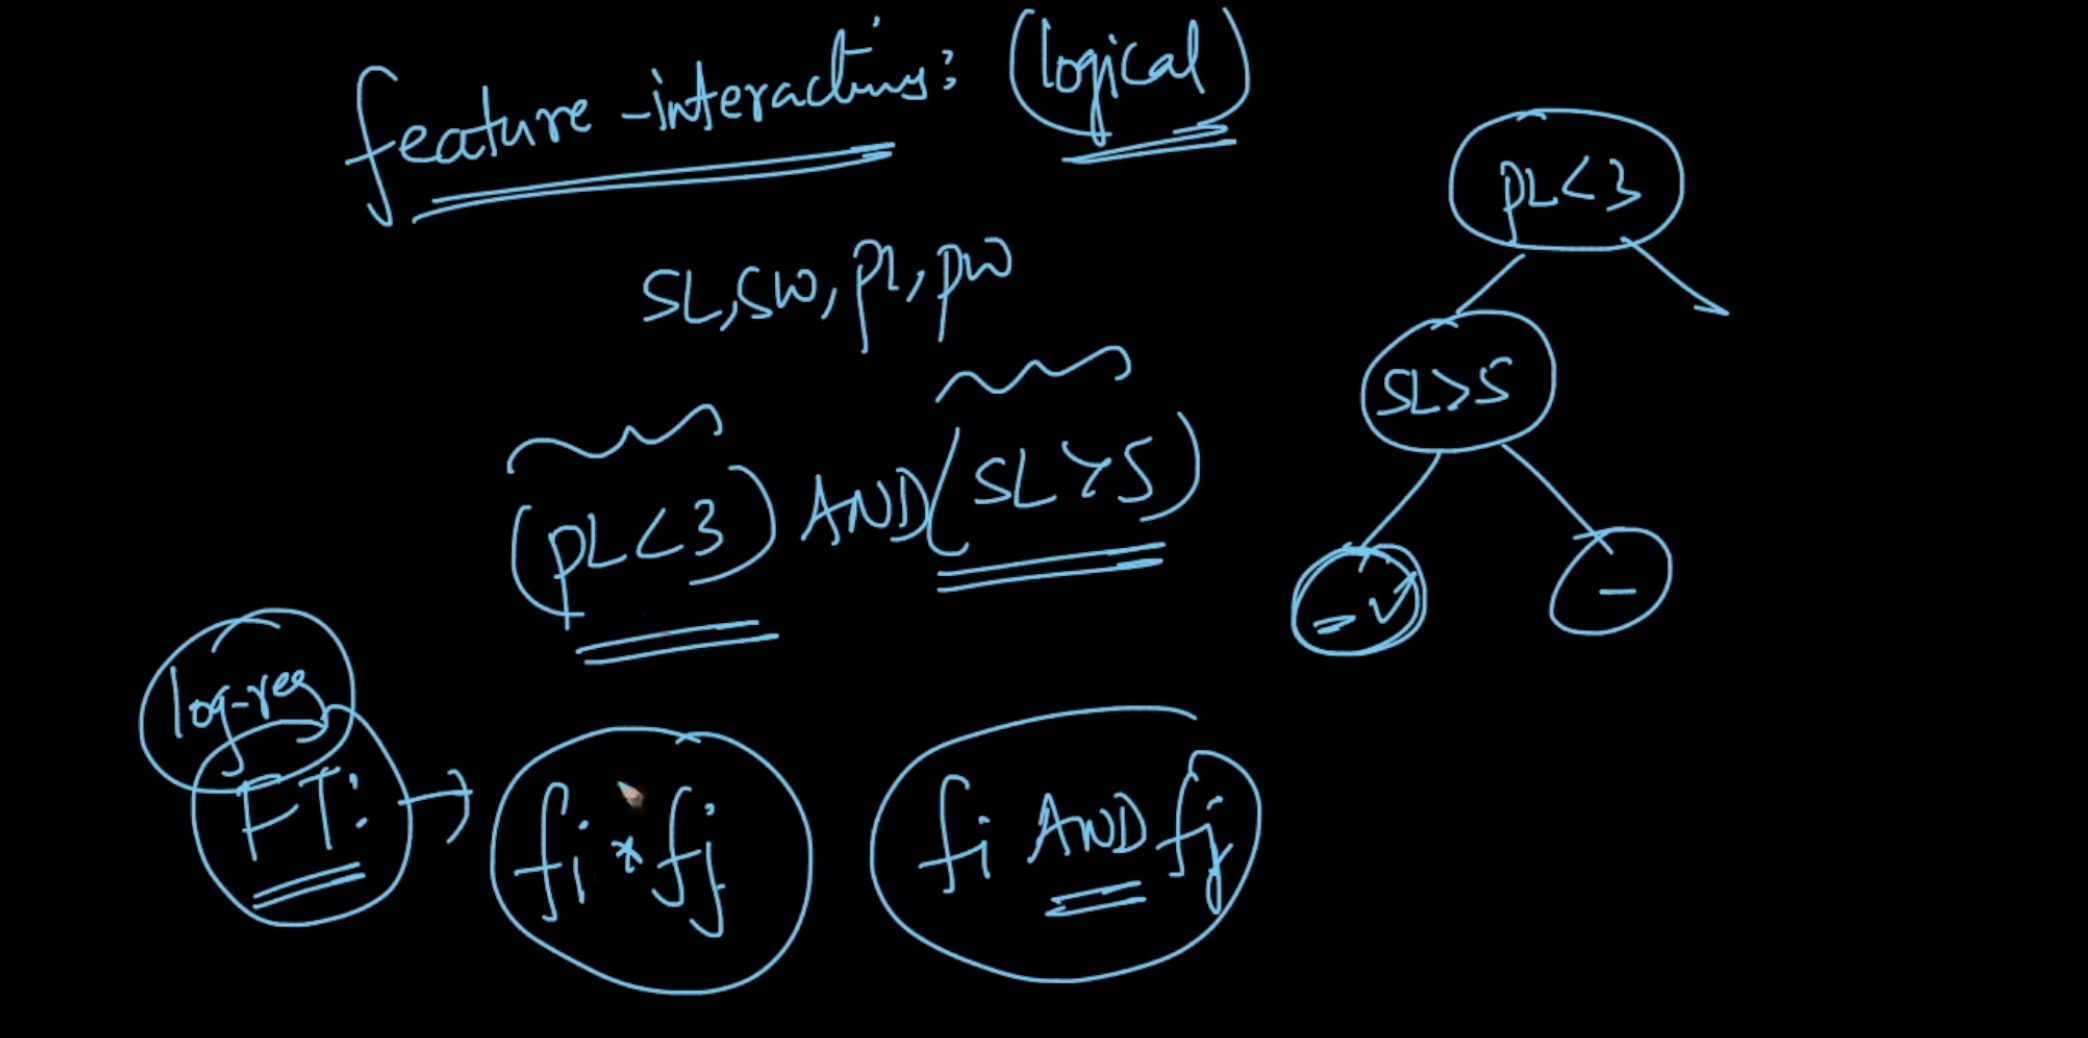 feature-interactions: (logical)
PL<3
SL, SW, PL, PW
SL>5
(PL<3) AND (SL>5)
-
log-reg
FT: → fi * fj
fi AND fj